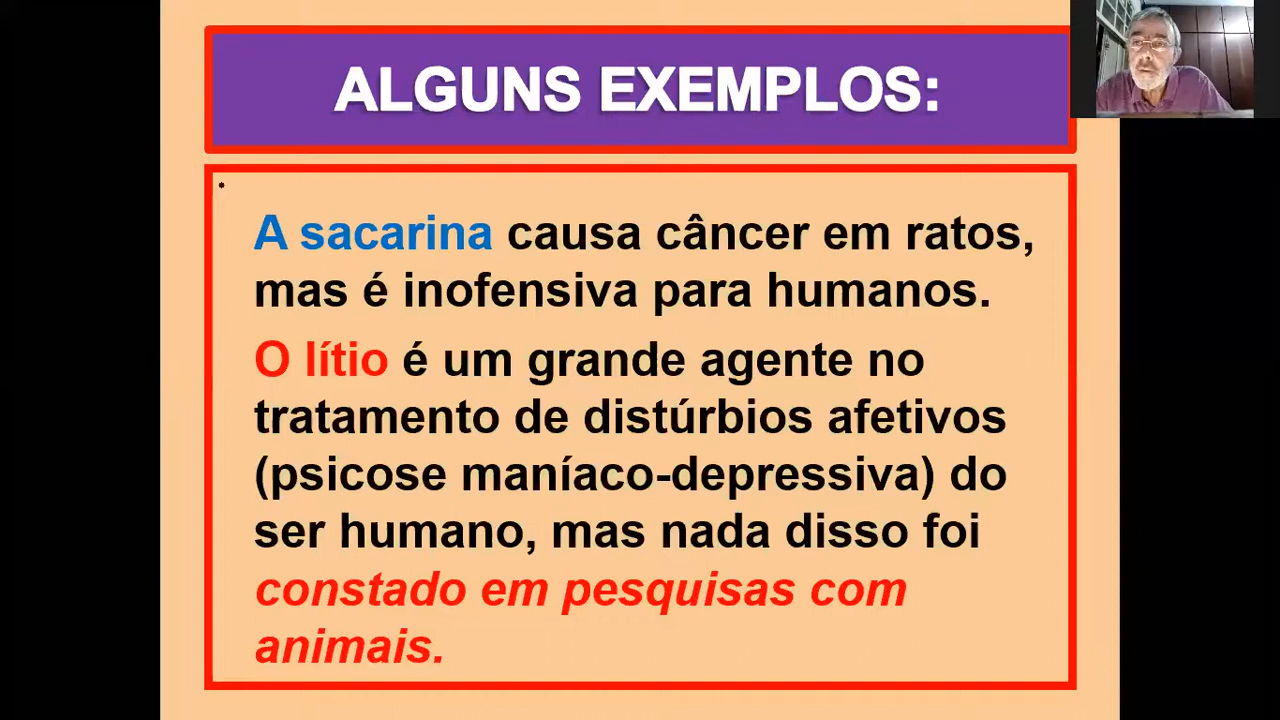 ALGUNS EXEMPLOS:
A sacarina causa câncer em ratos,
mas é inofensiva para humanos.
O lítio é um grande agente no
tratamento de distúrbios afetivos
(psicose maníaco-depressiva) do
ser humano, mas nada disso foi
constado em pesquisas com
animais.